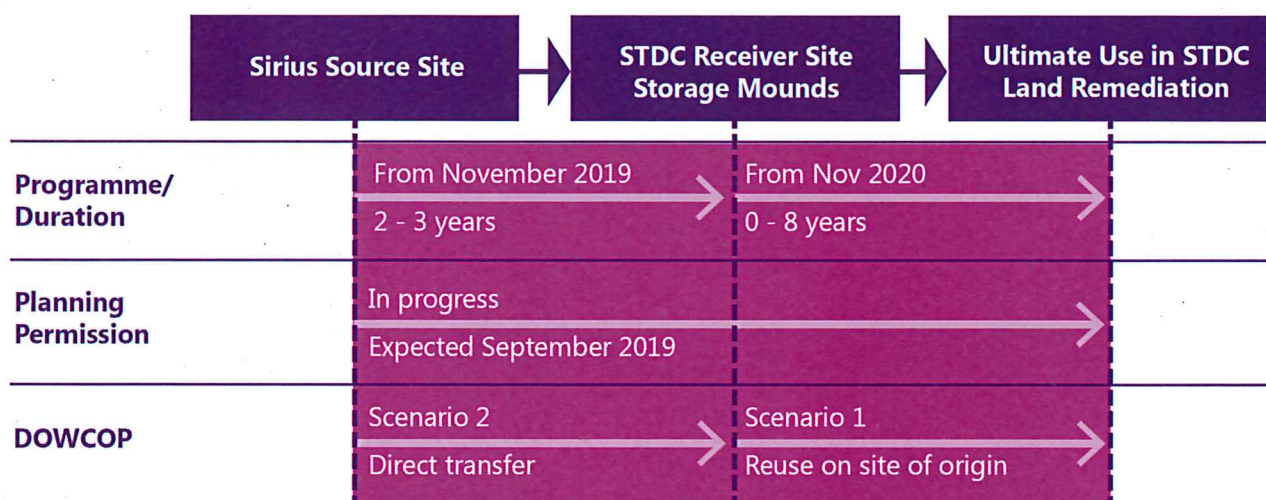 Sirius Source Site
STDC Receiver Site
Storage Mounds
Ultimate Use in STDC
Land Remediation
Programme/
Duration
From November 2019
2 - 3 years
From Nov 2020
0 - 8 years
Planning
Permission
In progress
Expected September 2019
DOWCOP
Scenario 2
Direct transfer
Scenario 1
Reuse on site of origin